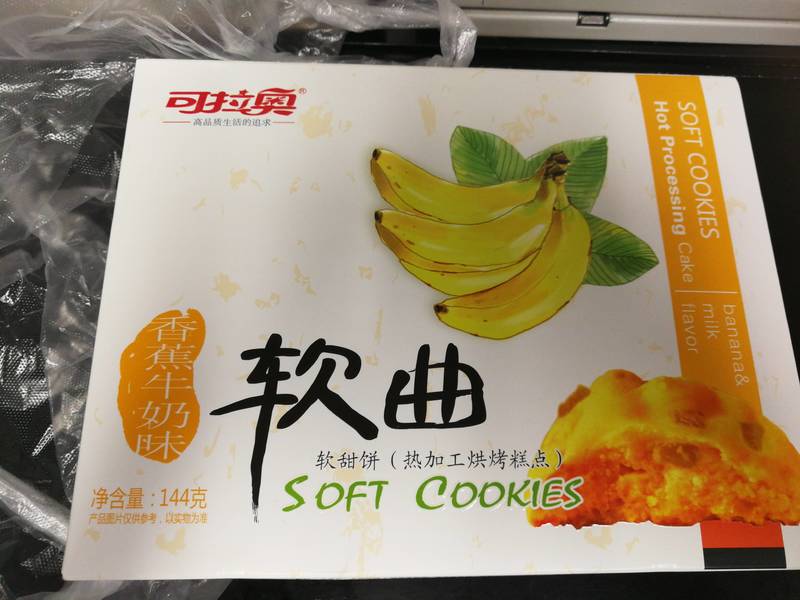 可拉奥®
高品质生活的追求
SOFT COOKIES
Hot Processing Cake
banana&
milk
flavor
香蕉牛奶味
软曲
软甜饼（热加工烘烤糕点）
SOFT COOKIES
净含量：144克
产品图片仅供参考，以实物为准